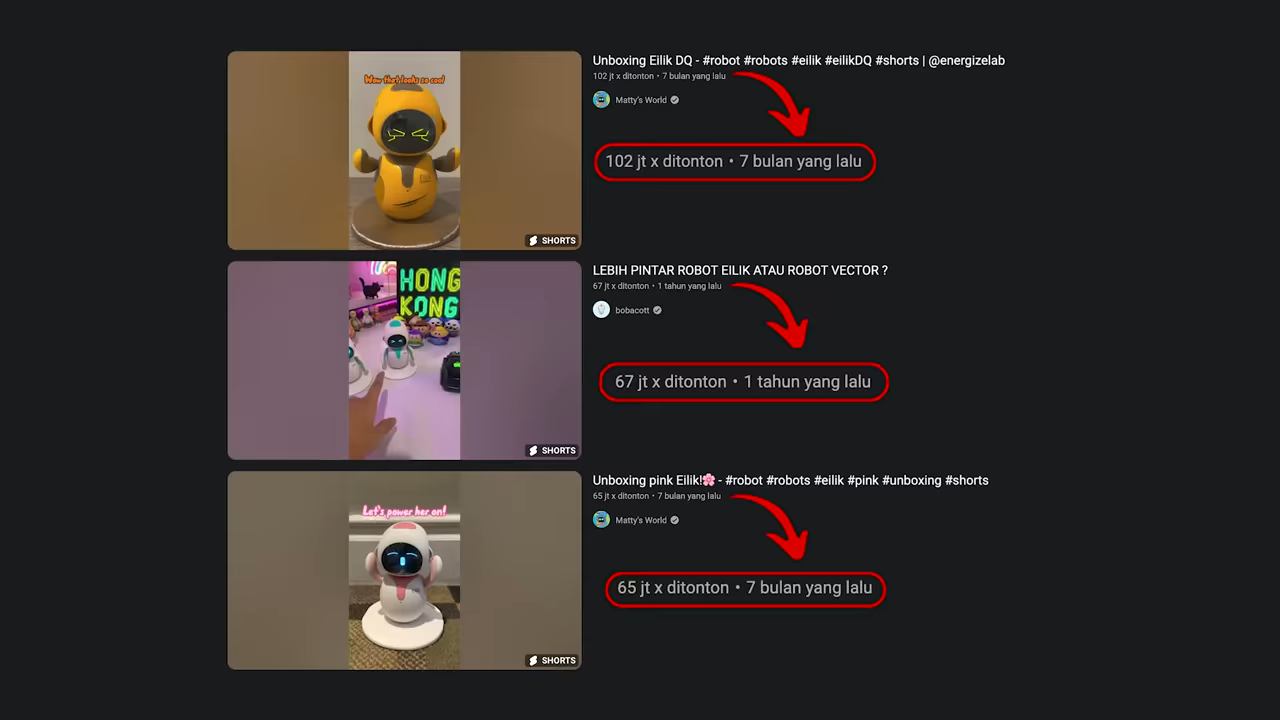 Wow that looks so cool
SHORTS
Unboxing Eilik DQ - #robot #robots #eilik #eilikDQ #shorts | @energizelab
102 jt x ditonton • 7 bulan yang lalu
Matty's World
102 jt x ditonton • 7 bulan yang lalu
HONG
KONG
SHORTS
LEBIH PINTAR ROBOT EILIK ATAU ROBOT VECTOR ?
67 jt x ditonton • 1 tahun yang lalu
bobacott
67 jt x ditonton • 1 tahun yang lalu
Let's power her on!
SHORTS
Unboxing pink Eilik!🌸 - #robot #robots #eilik #pink #unboxing #shorts
65 jt x ditonton • 7 bulan yang lalu
Matty's World
65 jt x ditonton • 7 bulan yang lalu